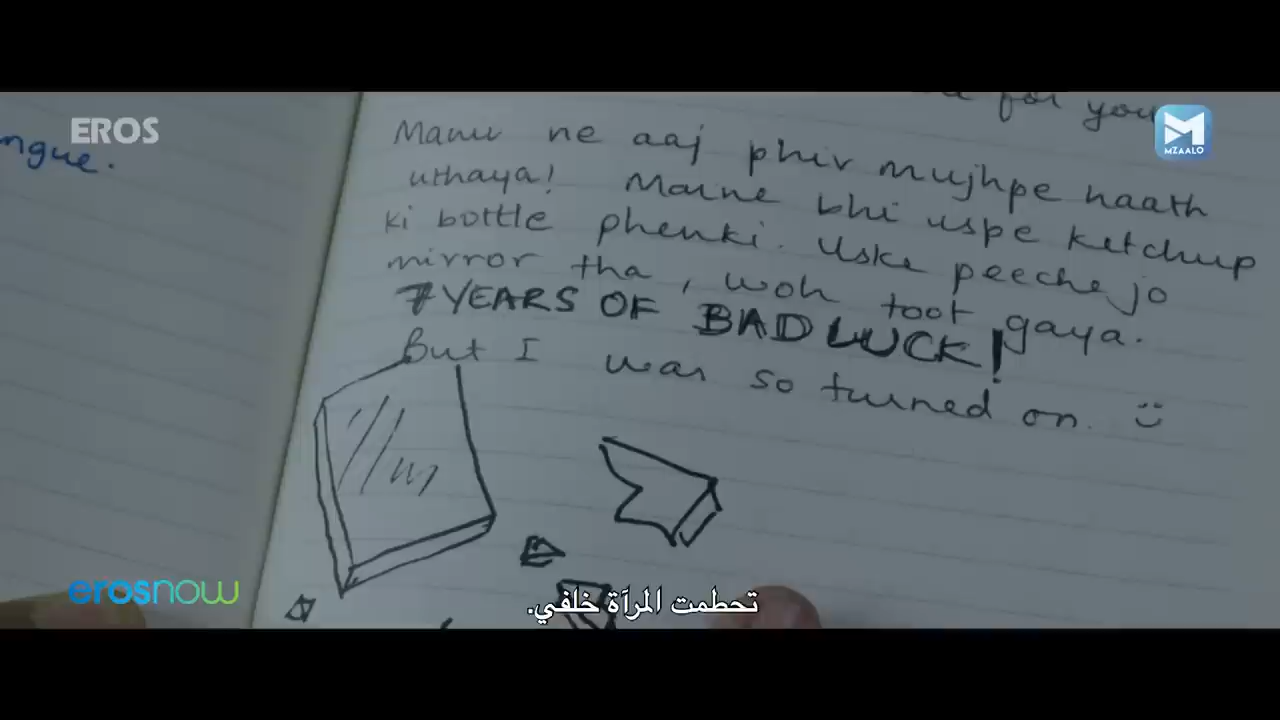 for you
EROS
MZAALO
ngue.
Manu ne aaj phir mujhpe haath
uthaya! Maine bhi uspe ketchup
ki bottle phenki. Uske peeche jo
mirror tha, woh toot gaya.
7 YEARS OF BAD LUCK!
But I was so turned on. :)
erosnow
تحطمت المرآة خلفي.